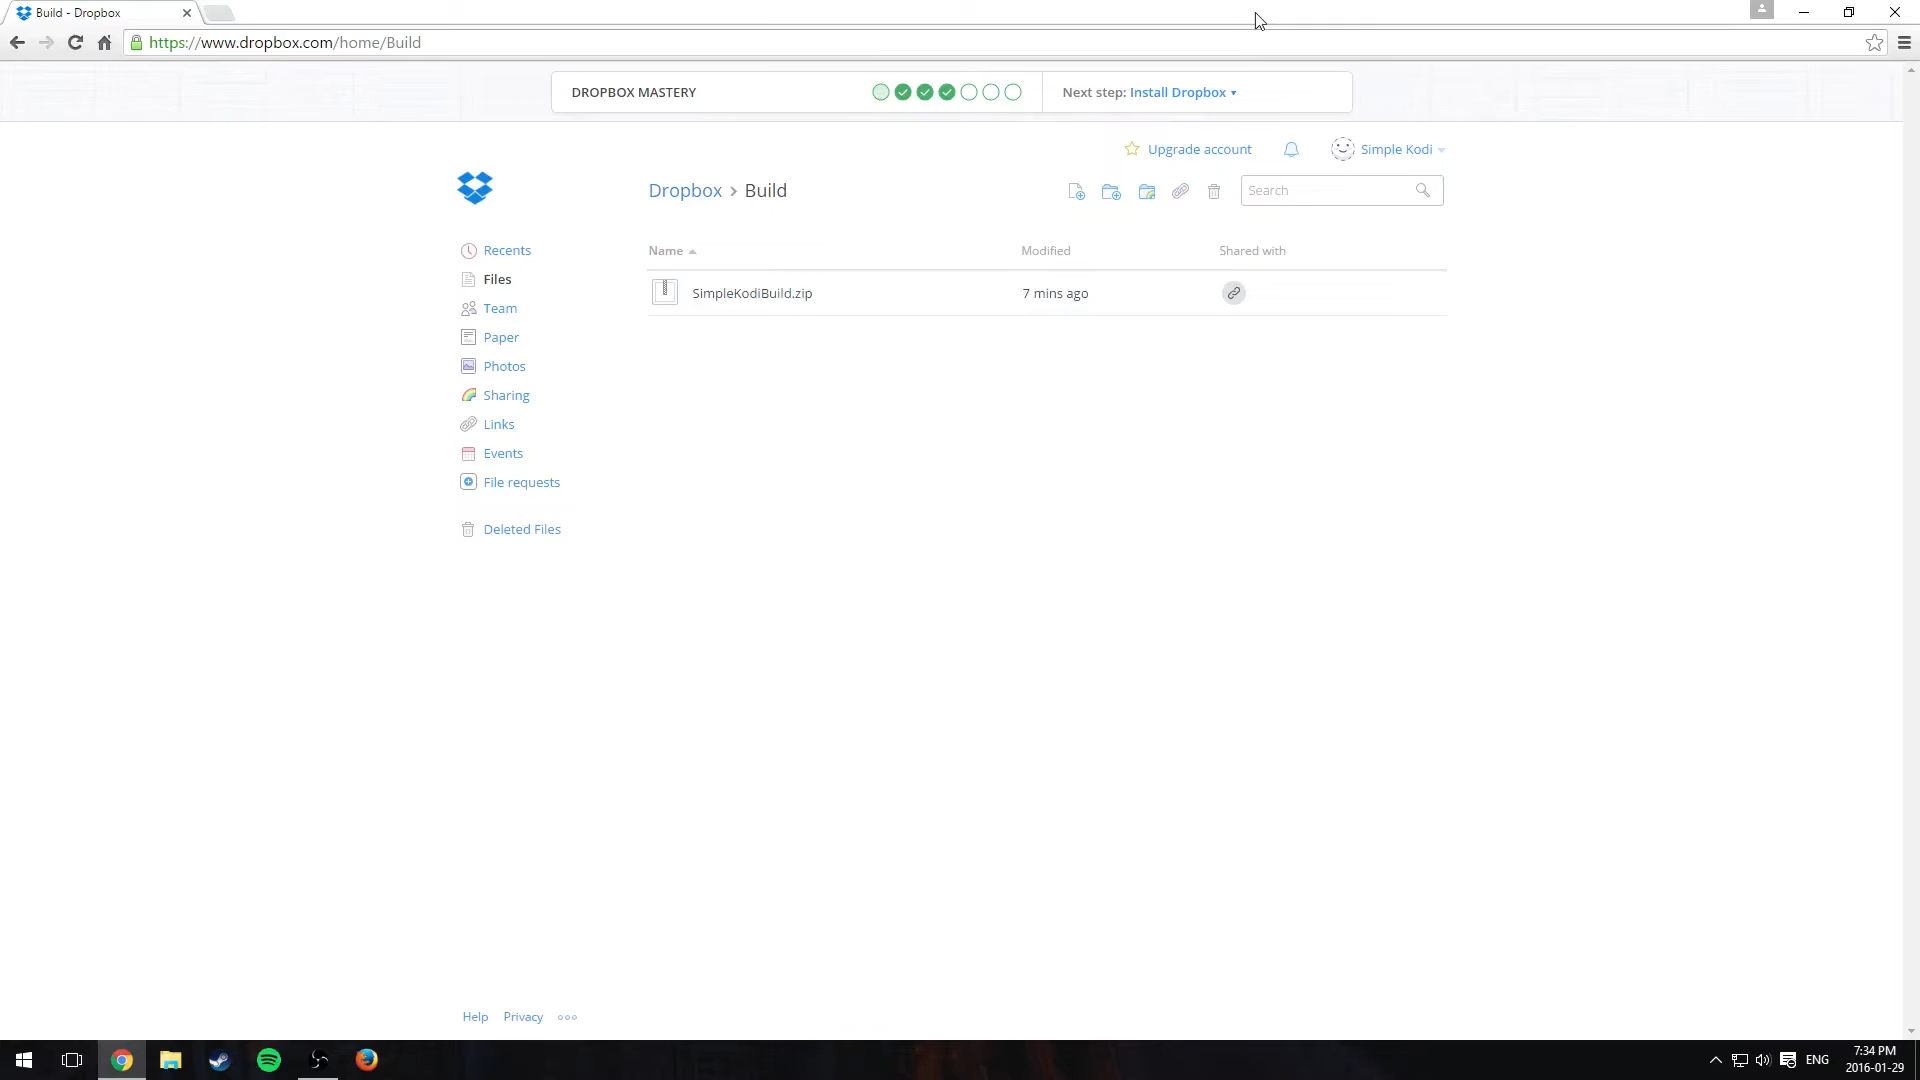 Build - Dropbox
https://www.dropbox.com/home/Build
DROPBOX MASTERY
Next step: Install Dropbox
Upgrade account
Simple Kodi
Dropbox > Build
Search
Recents
Files
Team
Paper
Photos
Sharing
Links
Events
File requests
Deleted Files
Name
Modified
Shared with
SimpleKodiBuild.zip
7 mins ago
Help
Privacy
ENG
7:34 PM
2016-01-29